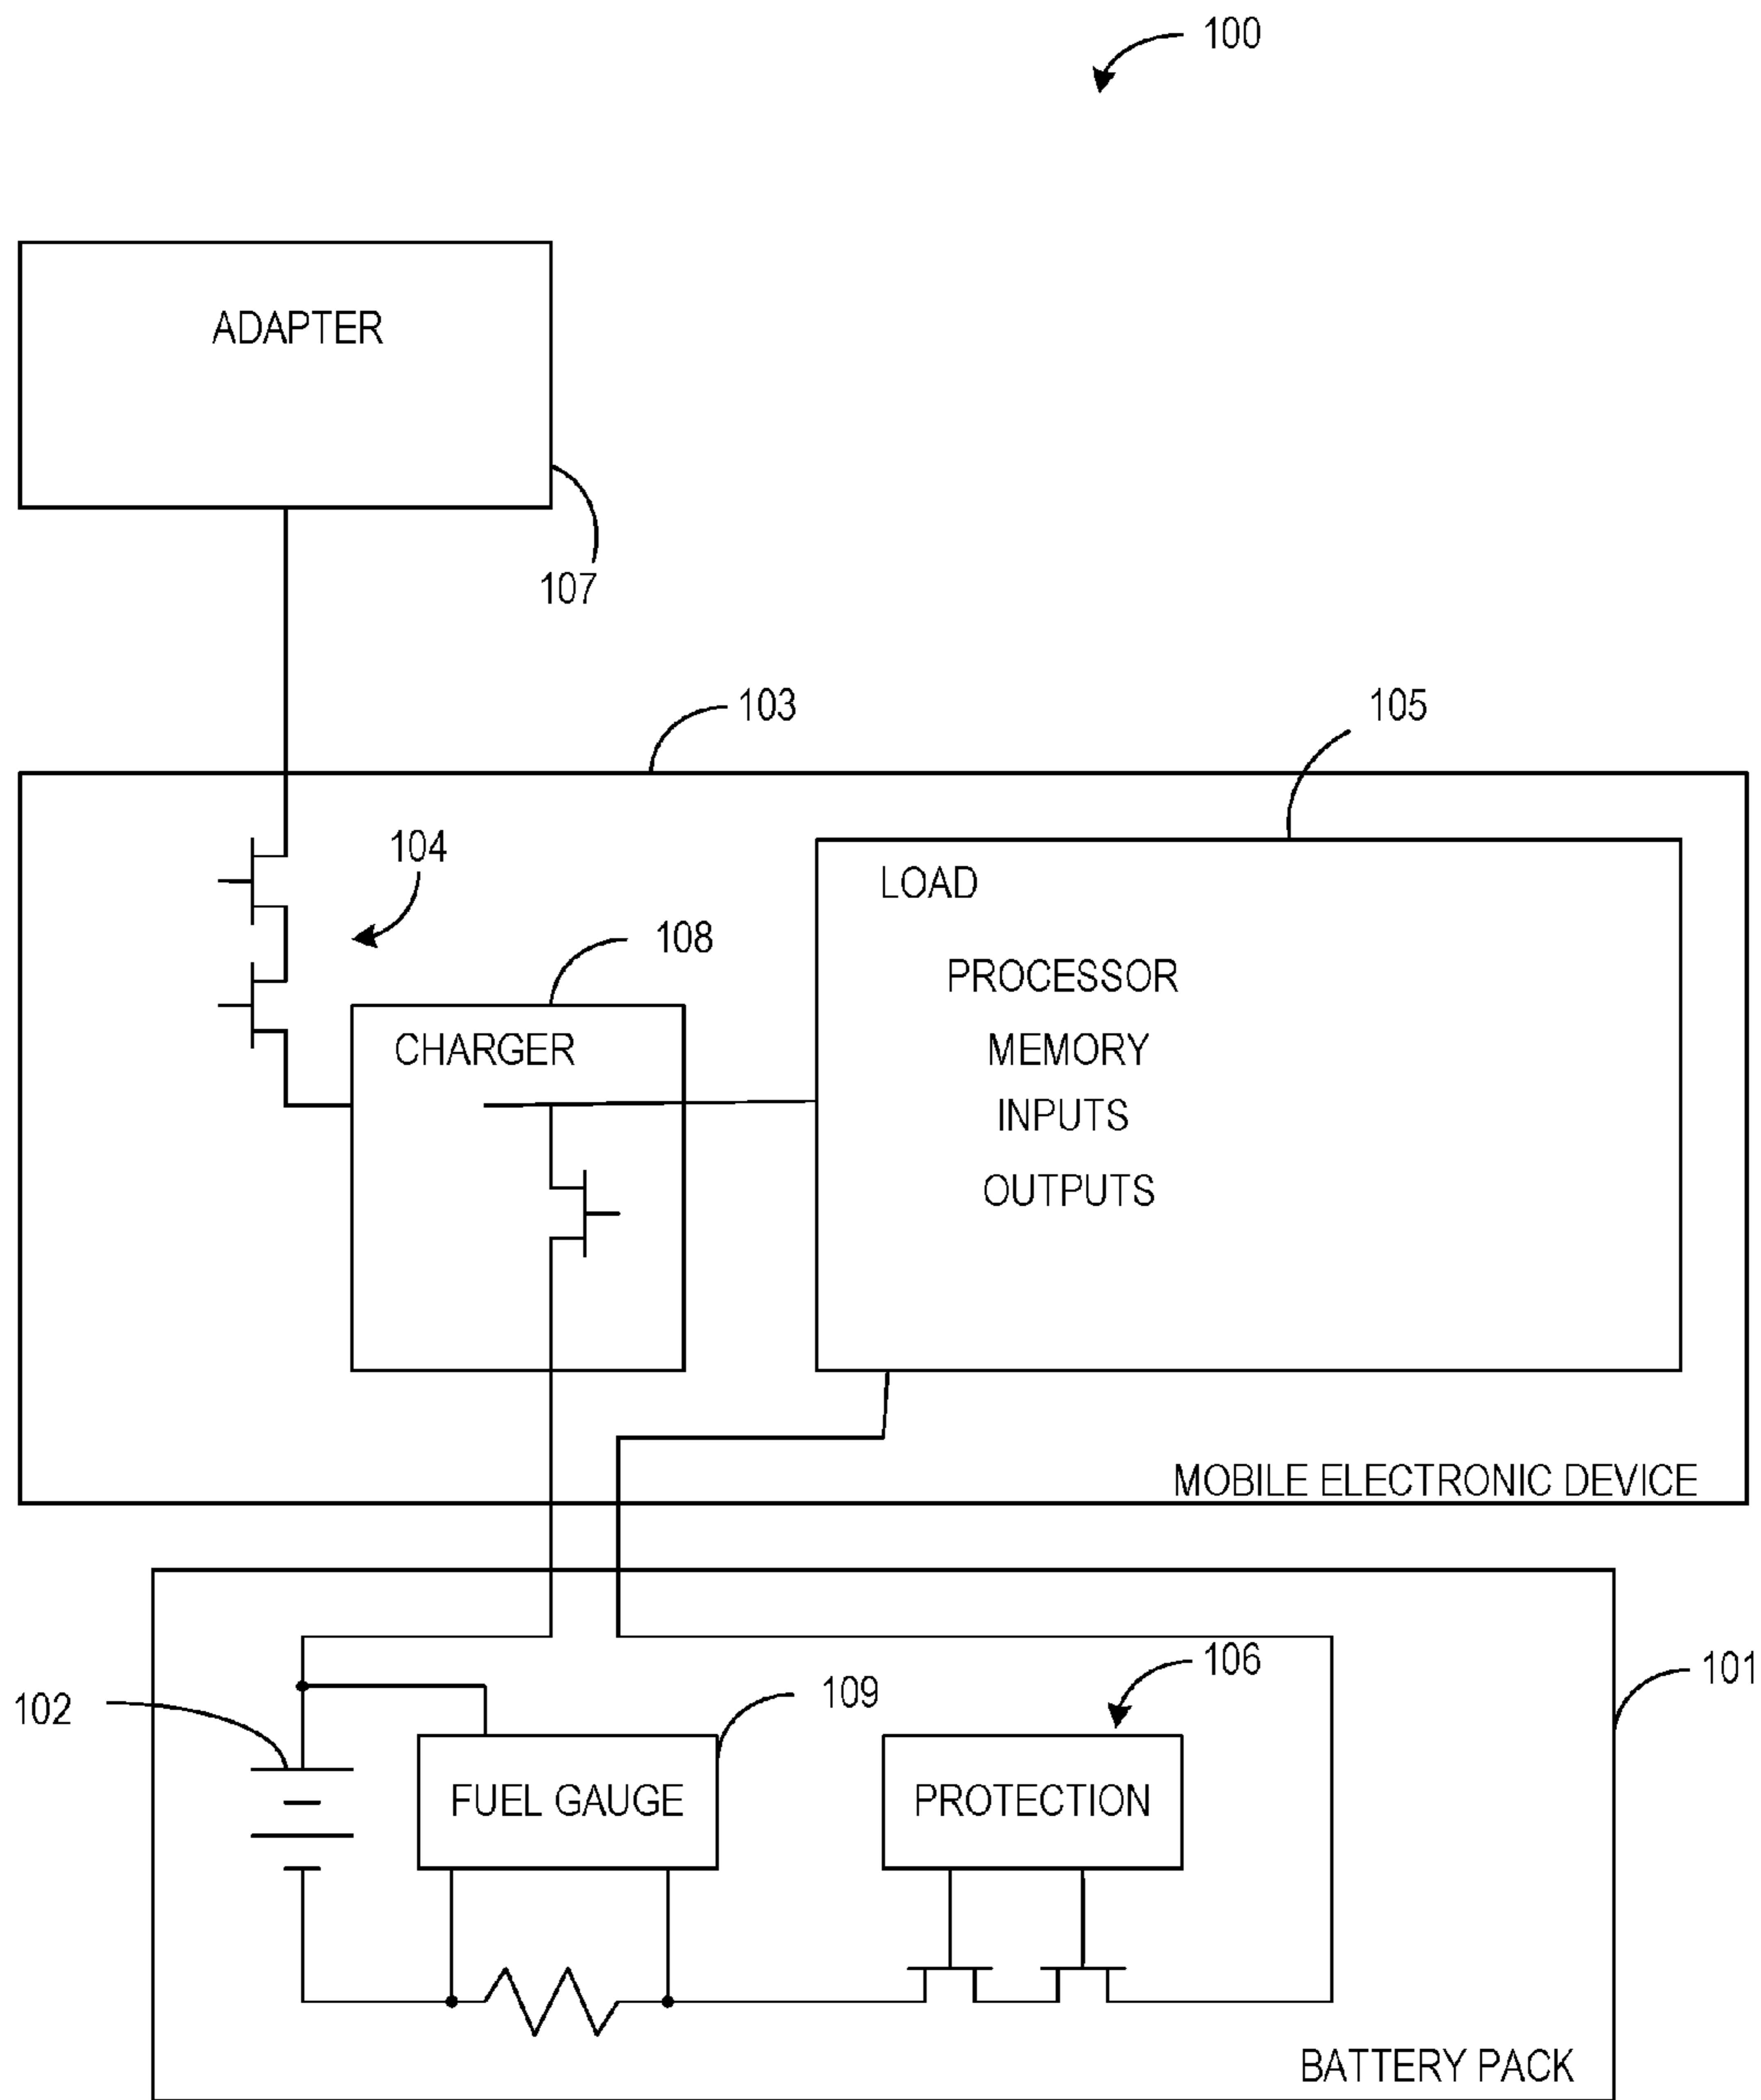 100
ADAPTER
107
103
105
104
LOAD
108
PROCESSOR
CHARGER
MEMORY
INPUTS
OUTPUTS
MOBILE ELECTRONIC DEVICE
106
101
102
109
FUEL GAUGE
PROTECTION
BATTERY PACK